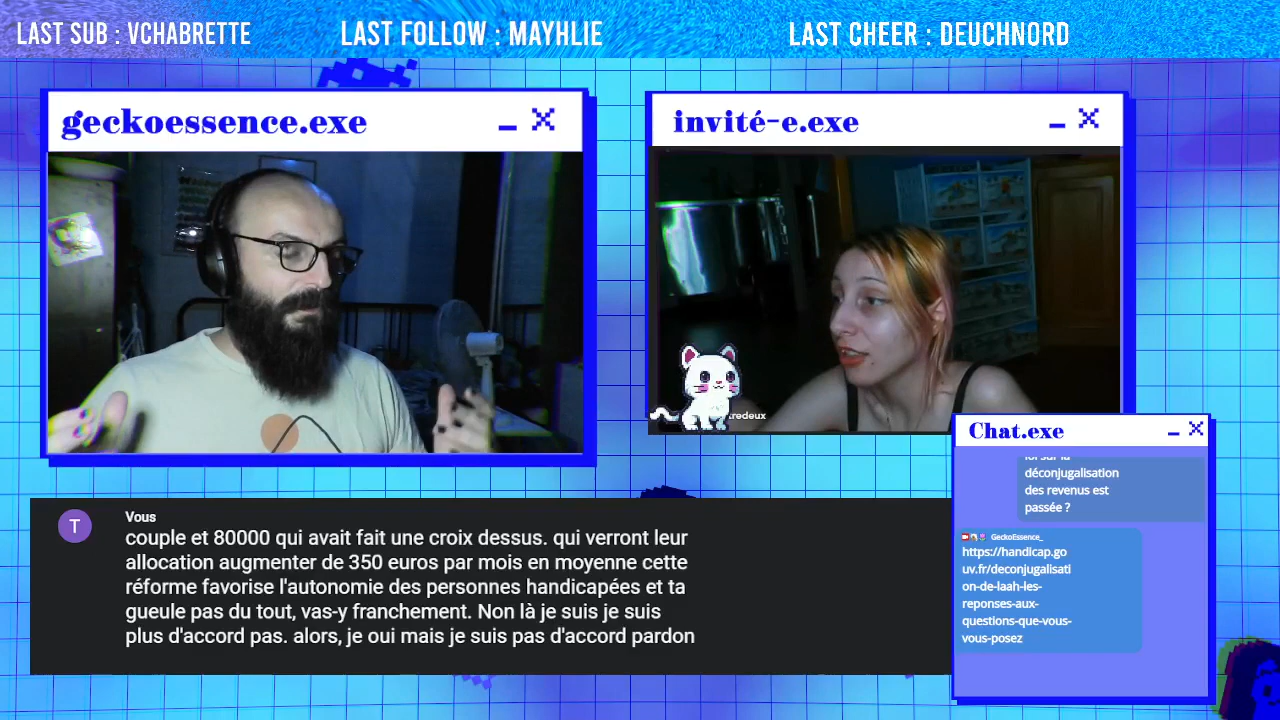 LAST SUB : VCHABRETTE
LAST FOLLOW : MAYHLIE
LAST CHEER : DEUCHNORD
geckoessence.exe
invité-e.exe
redeux
Chat.exe
loi sur la
déconjugalisation
des revenus est
passée ?
GeckoEssence_
https://handicap.go
uv.fr/deconjugalisati
on-de-laah-les-
reponses-aux-
questions-que-vous-
vous-posez
T
Vous
couple et 80000 qui avait fait une croix dessus. qui verront leur
allocation augmenter de 350 euros par mois en moyenne cette
réforme favorise l'autonomie des personnes handicapées et ta
gueule pas du tout, vas-y franchement. Non là je suis je suis
plus d'accord pas. alors, je oui mais je suis pas d'accord pardon